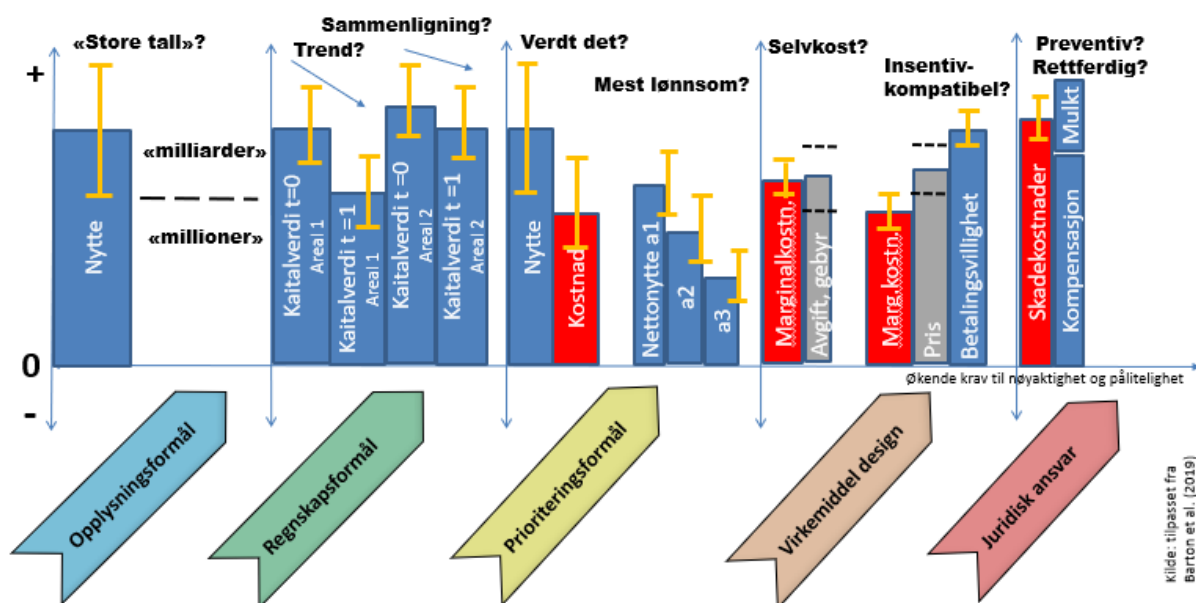 «Store tall»?
Trend?
Sammenligning?
Verdt det?
Mest lønnsom?
Selvkost?
Insentiv-
kompatibel?
Preventiv?
Rettferdig?
+
0
-
Nytte
«milliarder»
«millioner»
Kaitalverdi t=0
Areal 1
Kaitalverdi t =1
Areal 1
Kaitalverdi t =0
Areal 2
Kaitalverdi t =1
Areal 2
Nytte
Kostnad
Nettonytte a1
a2
a3
Marginalkostn,
Avgift, gebyr
Marg.kostn.
Pris
Betalingsvillighet
Skadekostnader
Mulkt
Kompensasjon
Økende krav til nøyaktighet og pålitelighet
Opplysningsformål
Regnskapsformål
Prioriteringsformål
Virkemiddel design
Juridisk ansvar
Kilde: tilpasset fra
Barton et al. (2019)